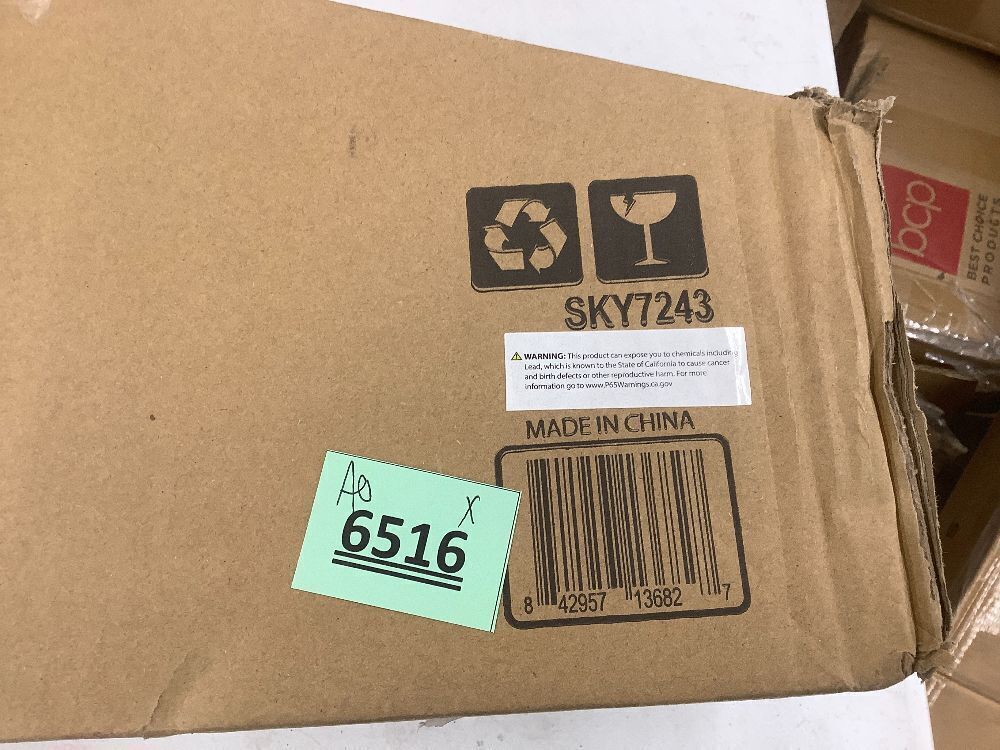 bcp
BEST CHOICE
PRODUCTS
SKY7243
WARNING: This product can expose you to chemicals including
Lead, which is known to the State of California to cause cancer
and birth defects or other reproductive harm. For more
information go to www.P65Warnings.ca.gov
MADE IN CHINA
X
6516
8 42957 13682 7